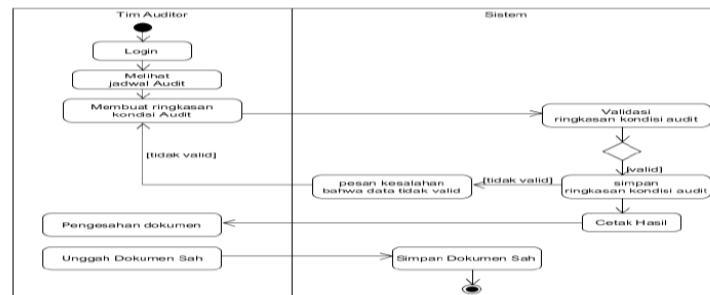 Tim Auditor
Sistem
Login
Melihat
jadwal Audit
Membuat ringkasan
kondisi Audit
Validasi
ringkasan kondisi audit
[tidak valid]
[valid]
[tidak valid]
pesan kesalahan
bahwa data tidak valid
simpan
ringkasan kondisi audit
Pengesahan dokumen
Cetak Hasil
Unggah Dokumen Sah
Simpan Dokumen Sah